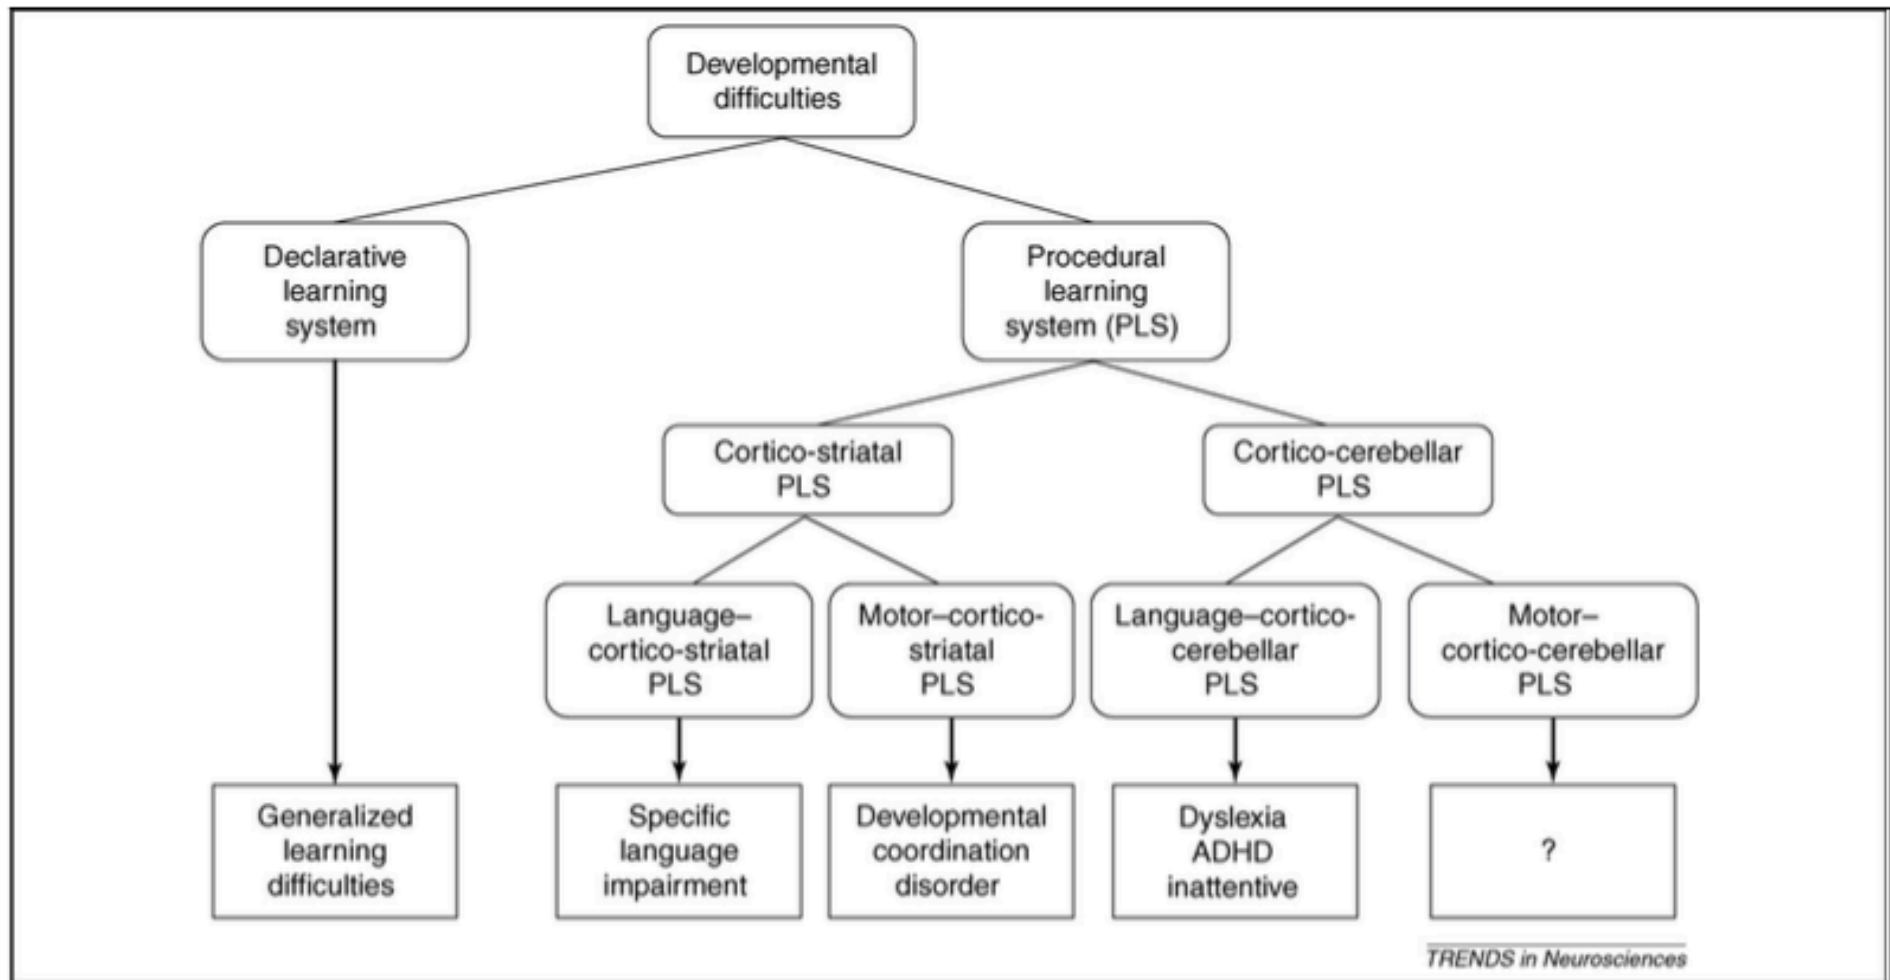 Developmental
difficulties
Declarative
learning
system
Procedural
learning
system (PLS)
Cortico-striatal
PLS
Cortico-cerebellar
PLS
Language–
cortico-striatal
PLS
Motor–cortico-
striatal
PLS
Language–cortico-
cerebellar
PLS
Motor–
cortico-cerebellar
PLS
Generalized
learning
difficulties
Specific
language
impairment
Developmental
coordination
disorder
Dyslexia
ADHD
inattentive
?
TRENDS in Neurosciences